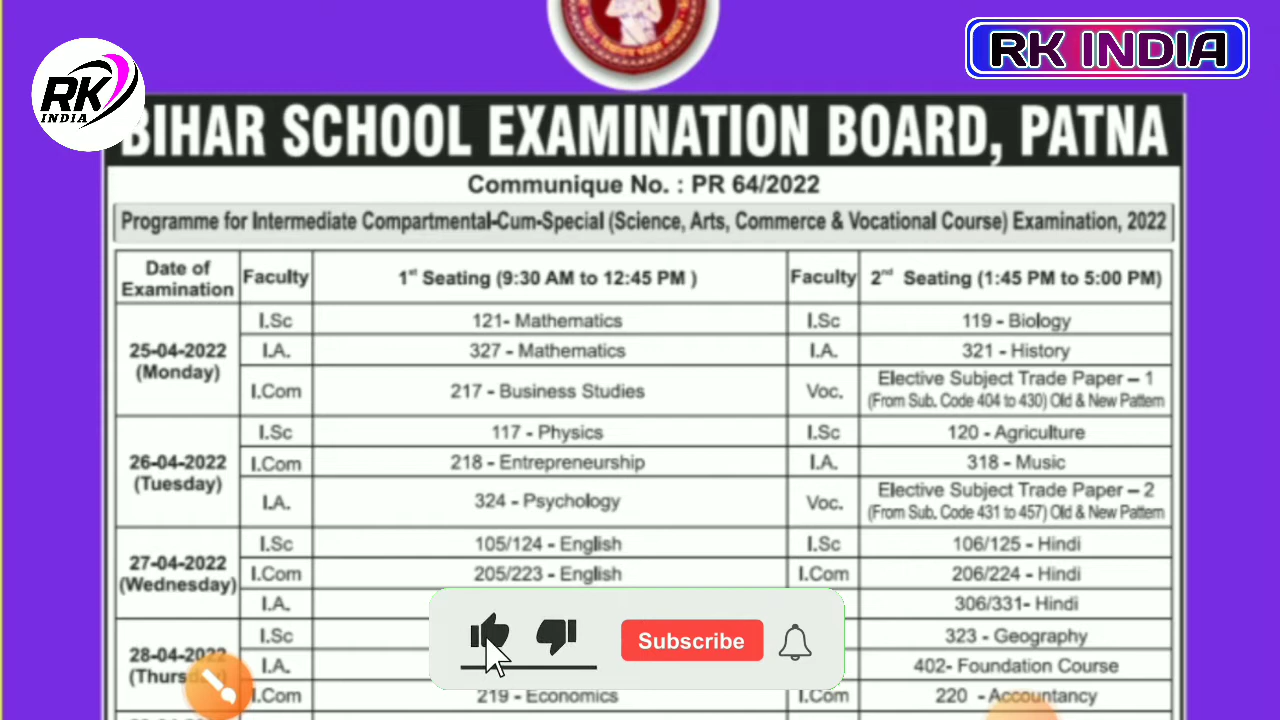 RK INDIA
RK
INDIA
BIHAR SCHOOL EXAMINATION BOARD, PATNA
Communique No. : PR 64/2022
Programme for Intermediate Compartmental-Cum-Special (Science, Arts, Commerce & Vocational Course) Examination, 2022
Date of Examination Faculty 1st Seating (9:30 AM to 12:45 PM ) Faculty 2nd Seating (1:45 PM to 5:00 PM)
25-04-2022 (Monday)
I.Sc 121- Mathematics I.Sc 119 - Biology
I.A. 327 - Mathematics I.A. 321 - History
I.Com 217 - Business Studies Voc. Elective Subject Trade Paper – 1
(From Sub. Code 404 to 430) Old & New Pattern
26-04-2022 (Tuesday)
I.Sc 117 - Physics I.Sc 120 - Agriculture
I.Com 218 - Entrepreneurship I.A. 318 - Music
I.A. 324 - Psychology Voc. Elective Subject Trade Paper – 2
(From Sub. Code 431 to 457) Old & New Pattern
27-04-2022 (Wednesday)
I.Sc 105/124 - English I.Sc 106/125 - Hindi
I.Com 205/223 - English I.Com 206/224 - Hindi
I.A. 306/331- Hindi
28-04-2022
I.Sc 323 - Geography
I.A. 402- Foundation Course
I.Com 219 - Economics I.Com 220 - Accountancy
Subscribe